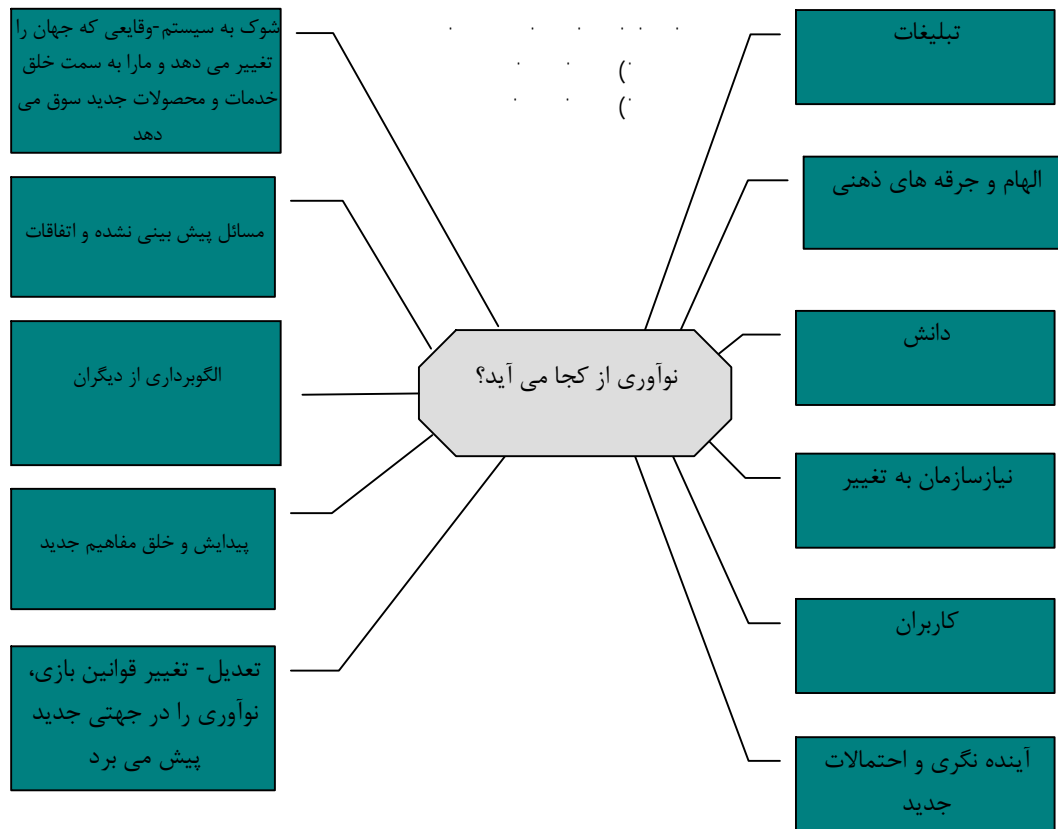 تبلیغات
الهام و جرقه های ذهنی
دانش
نیازسازمان به تغییر
کاربران
آینده نگری و احتمالات
جدید
نوآوری از کجا می آید؟
شوک به سیستم-وقایعی که جهان را
تغییر می دهد و مارا به سمت خلق
خدمات و محصولات جدید سوق می
دهد
مسائل پیش بینی نشده و اتفاقات
الگوبرداری از دیگران
پیدایش و خلق مفاهیم جدید
تعدیل- تغییر قوانین بازی،
نوآوری را در جهتی جدید
پیش می برد